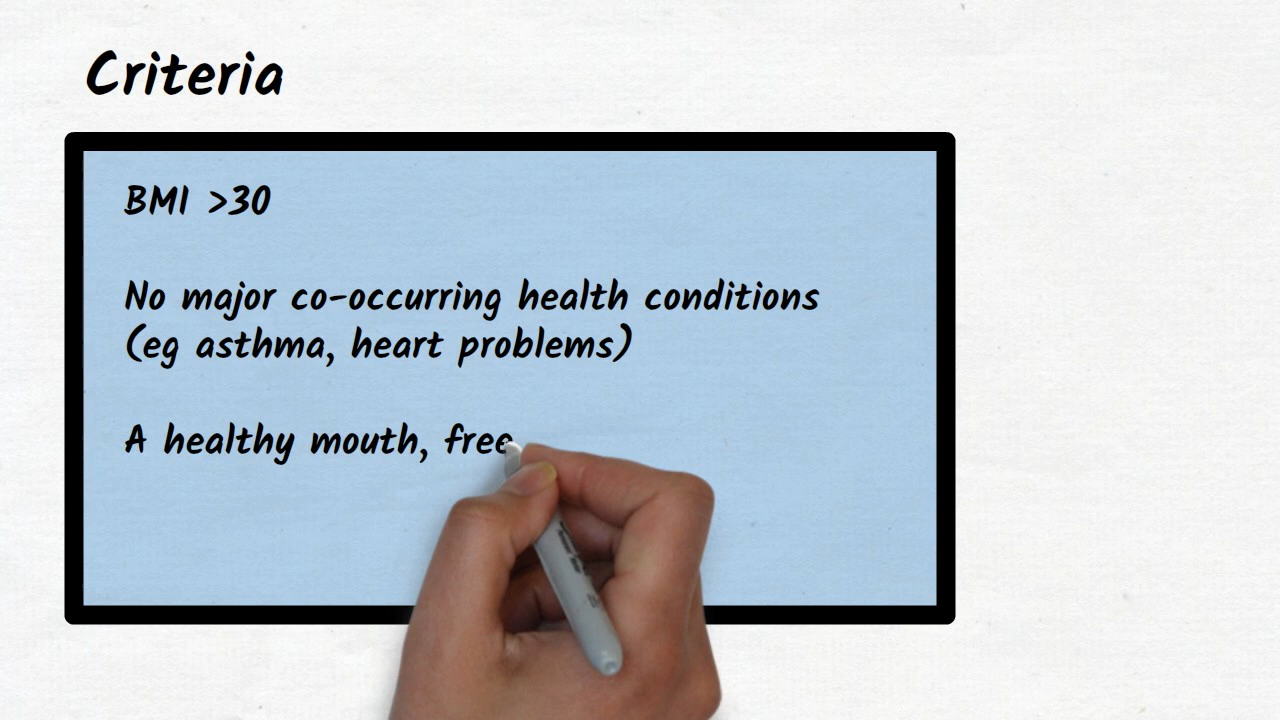 Criteria
BMI >30
No major co-occurring health conditions
(eg asthma, heart problems)
A healthy mouth, free